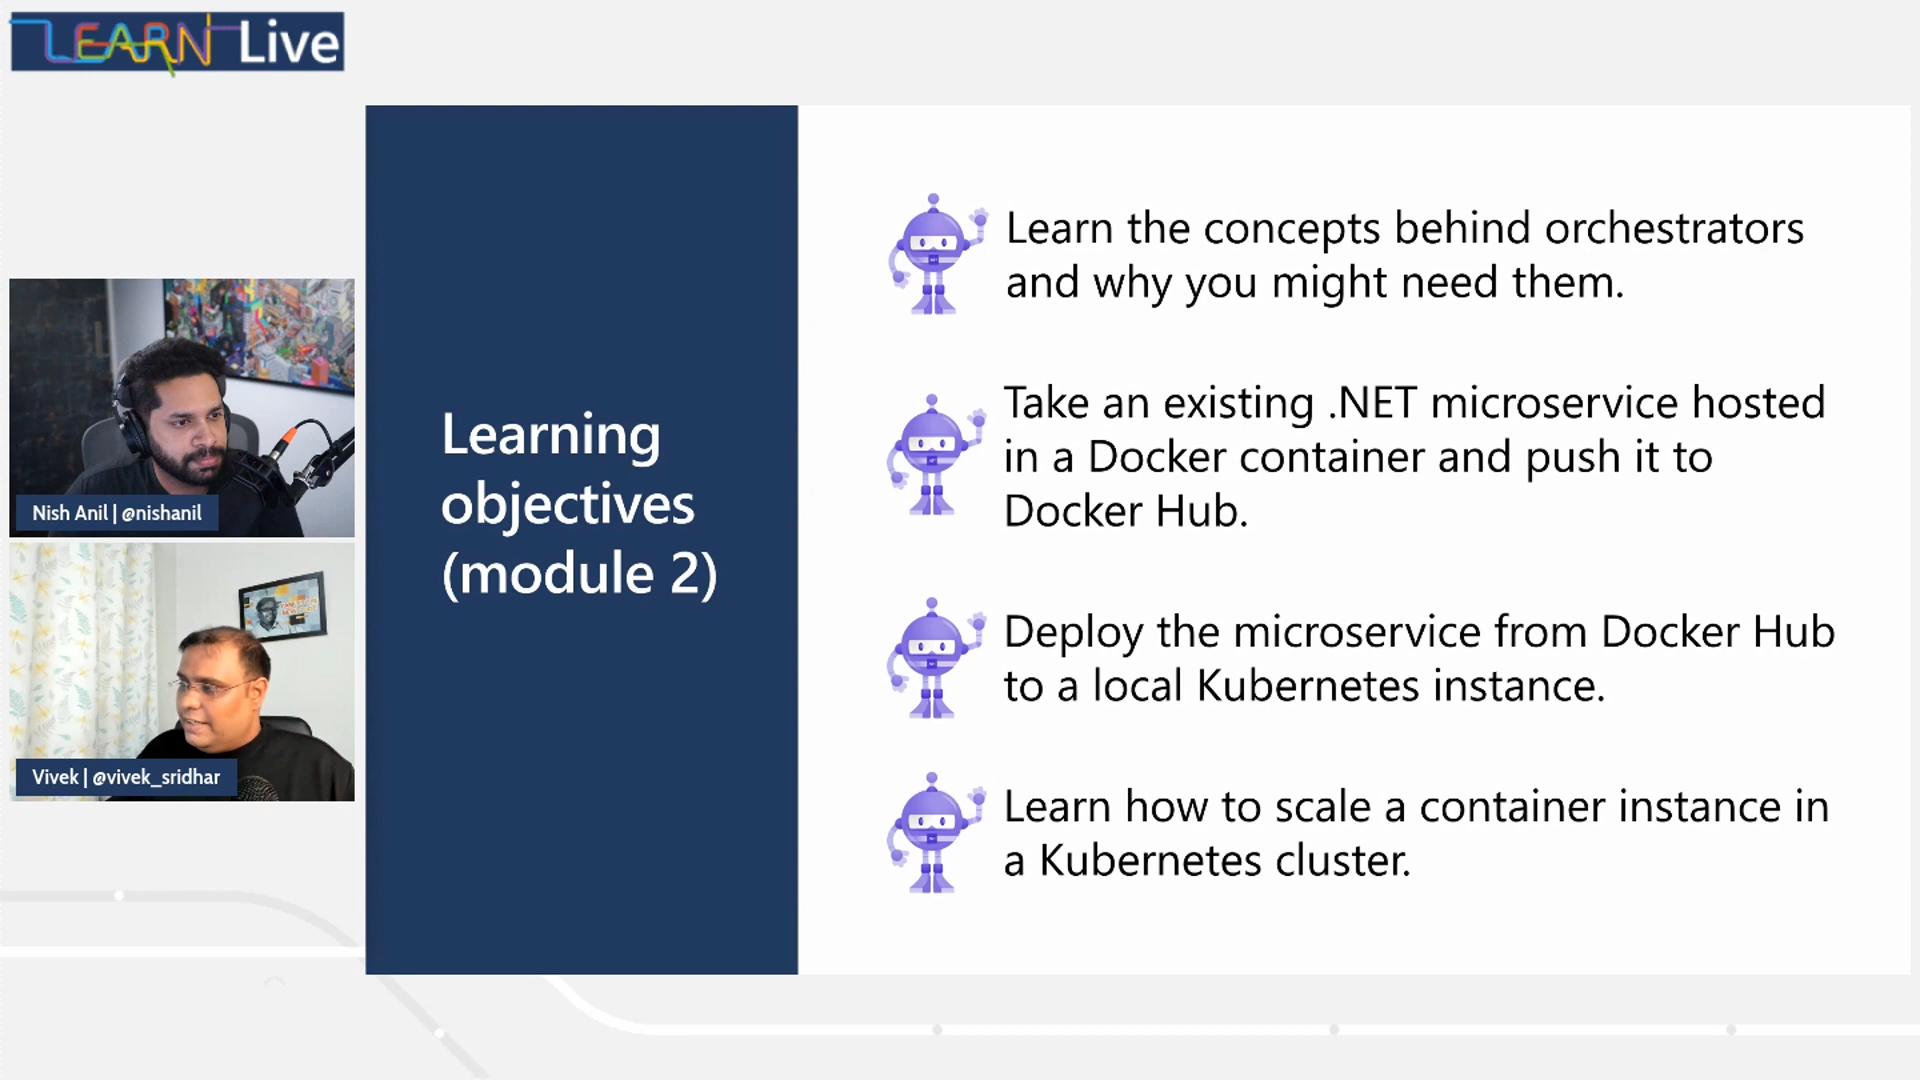 LEARN Live
Nish Anil | @nishanil
Vivek | @vivek_sridhar
Learning
objectives
(module 2)
Learn the concepts behind orchestrators
and why you might need them.
Take an existing .NET microservice hosted
in a Docker container and push it to
Docker Hub.
Deploy the microservice from Docker Hub
to a local Kubernetes instance.
Learn how to scale a container instance in
a Kubernetes cluster.